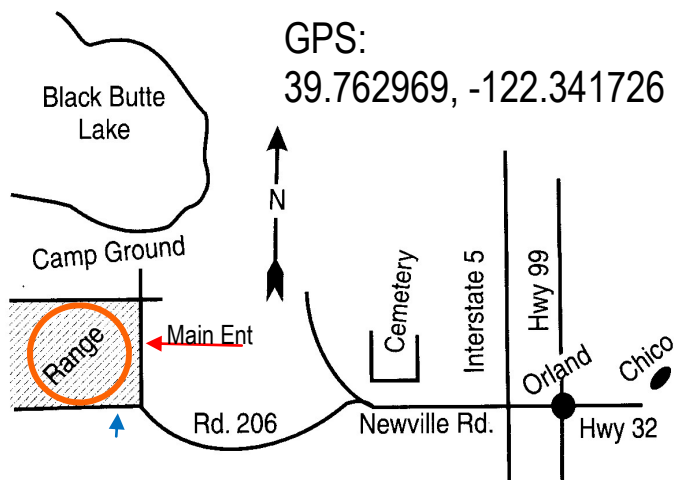 GPS:
39.762969, -122.341726
Black Butte
Lake
N
Camp Ground
Cemetery
Interstate 5
Hwy 99
Range
Main Ent
Orland
Chico
Rd. 206
Newville Rd.
Hwy 32